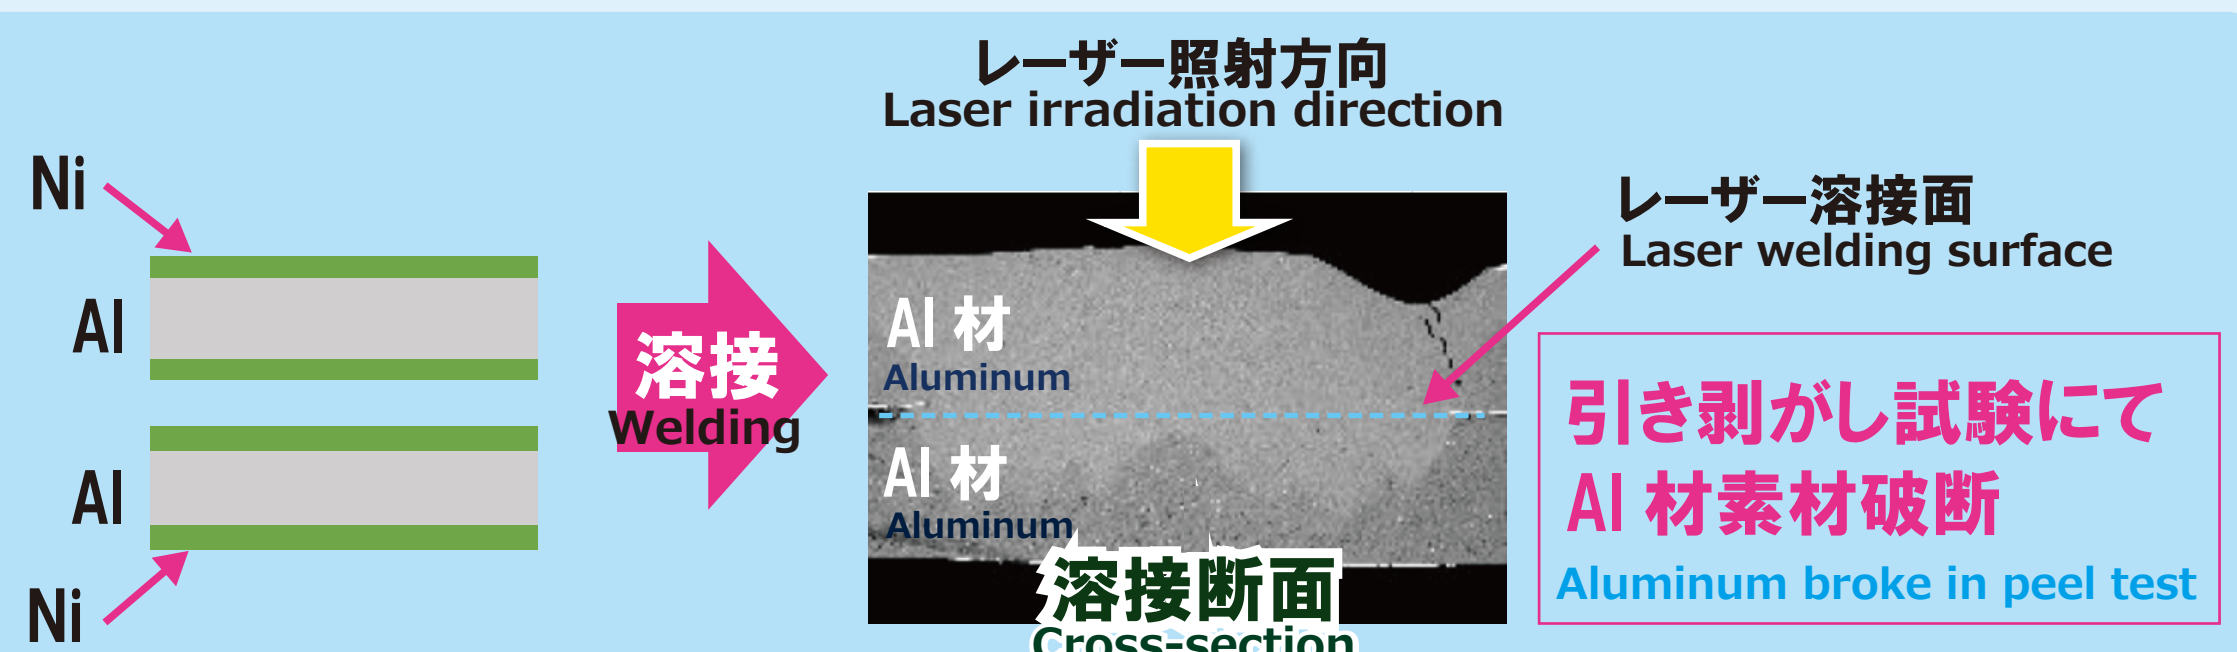 レーザー照射方向
Laser irradiation direction
Ni
Al
Al
Ni
溶接
Welding
Al 材
Aluminum
Al 材
Aluminum
溶接断面
Cross-section
レーザー溶接面
Laser welding surface
引き剥がし試験にて
Al 材素材破断
Aluminum broke in peel test